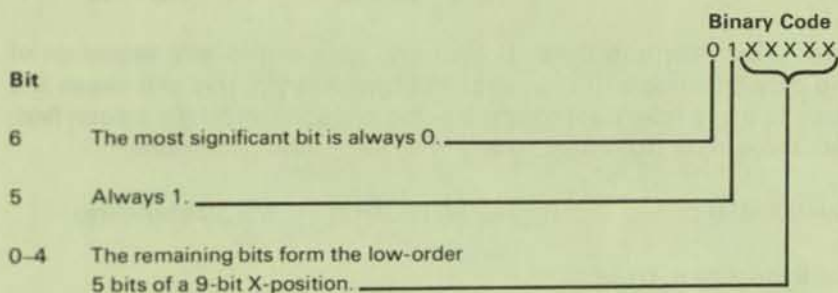 Binary Code
0 1 X X X X X
Bit
6 The most significant bit is always 0.
5 Always 1.
0–4 The remaining bits form the low-order
5 bits of a 9-bit X-position.